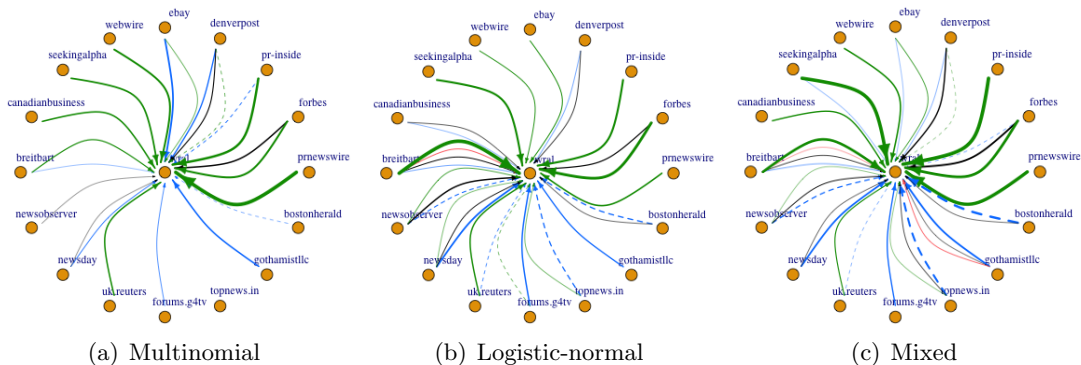 ebay
webwire
denverpost
seekingalpha
pr-inside
canadianbusiness
forbes
breitbart
wral
prnewswire
newsobserver
bostonherald
newsday
gothamistllc
uk.reuters
forums.g4tv
topnews.in
(a) Multinomial
ebay
webwire
denverpost
seekingalpha
pr-inside
canadianbusiness
forbes
breitbart
wral
prnewswire
newsobserver
bostonherald
newsday
gothamistllc
uk.reuters
forums.g4tv
topnews.in
(b) Logistic-normal
ebay
webwire
denverpost
seekingalpha
pr-inside
canadianbusiness
forbes
breitbart
wral
prnewswire
newsobserver
bostonherald
newsday
gothamistllc
uk.reuters
forums.g4tv
topnews.in
(c) Mixed